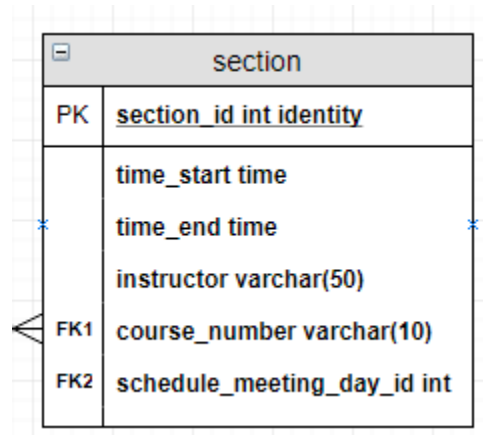 section
PK section_id int identity
time_start time
time_end time
instructor varchar(50)
FK1 course_number varchar(10)
FK2 schedule_meeting_day_id int